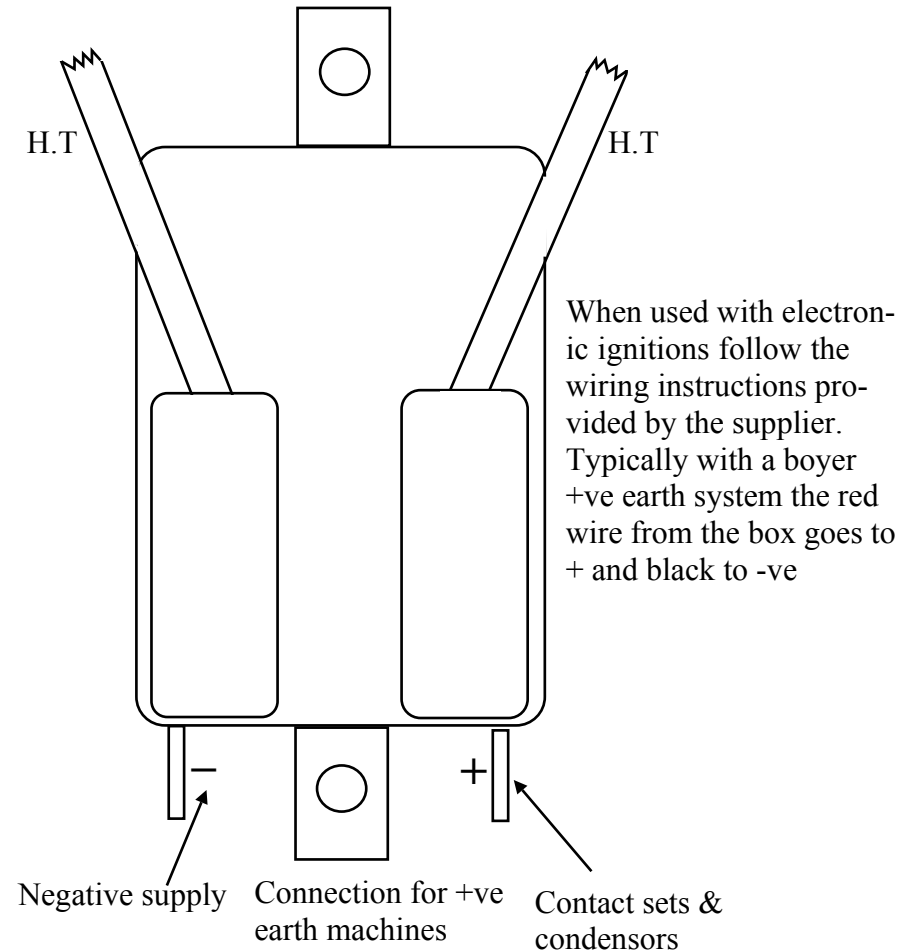 H.T
H.T
When used with electron-
ic ignitions follow the
wiring instructions pro-
vided by the supplier.
Typically with a boyer
+ve earth system the red
wire from the box goes to
+ and black to -ve
–
+
Negative supply
Connection for +ve
earth machines
Contact sets &
condensors